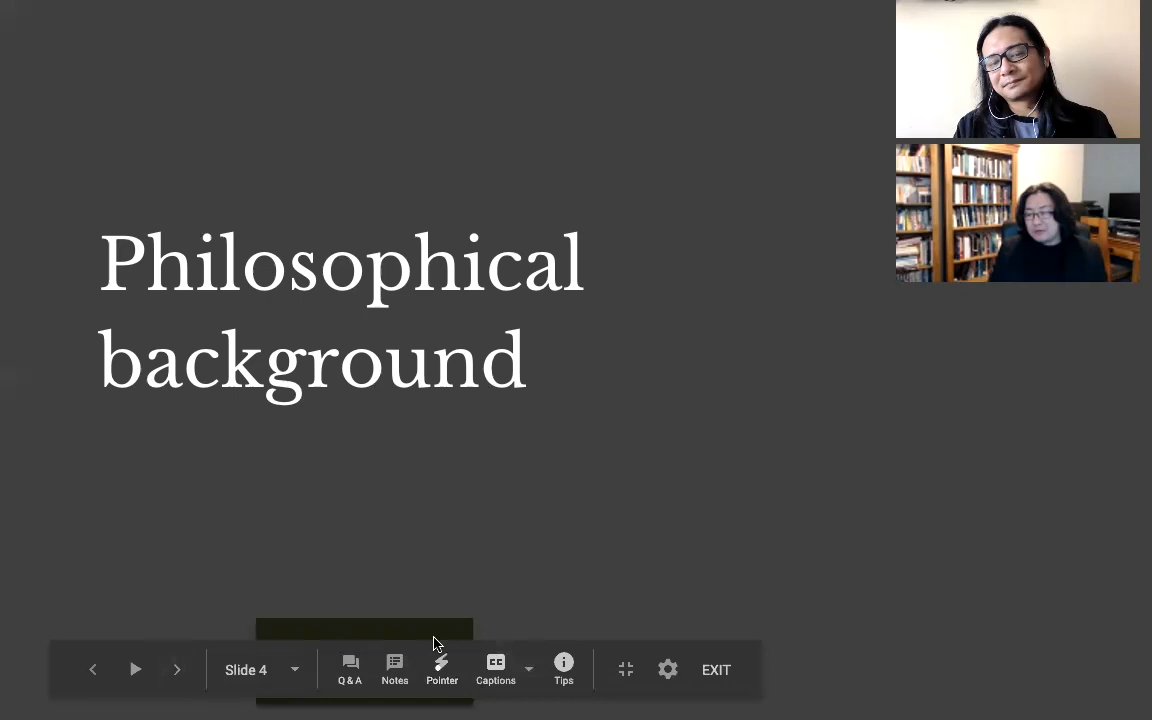 Philosophical
background
Slide 4
Q & A
Notes
Pointer
Captions
Tips
EXIT